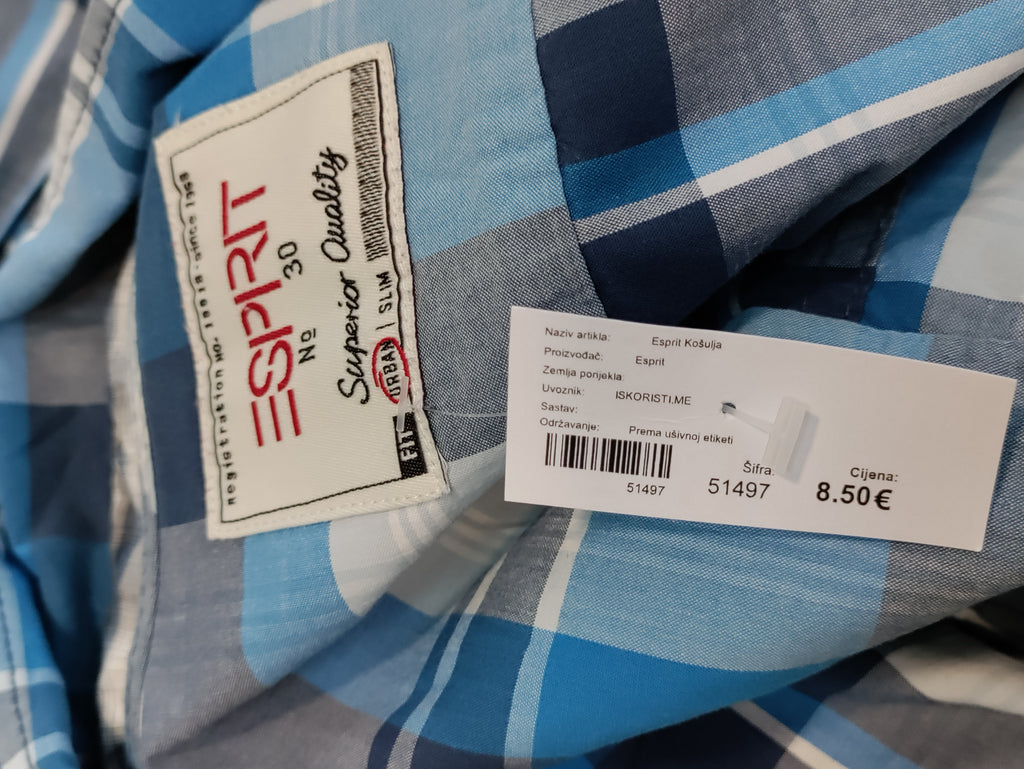 Registration no. 18815 - since 1968
ESPRIT
No 30
Superior Quality
FIT URBAN | SLIM
Naziv artikla: Esprit Košulja
Proizvođač: Esprit
Zemlja porijekla:
Uvoznik: ISKORISTI.ME
Sastav:
Održavanje: Prema ušivnoj etiketi
51497
Šifra:
51497
Cijena:
8.50€